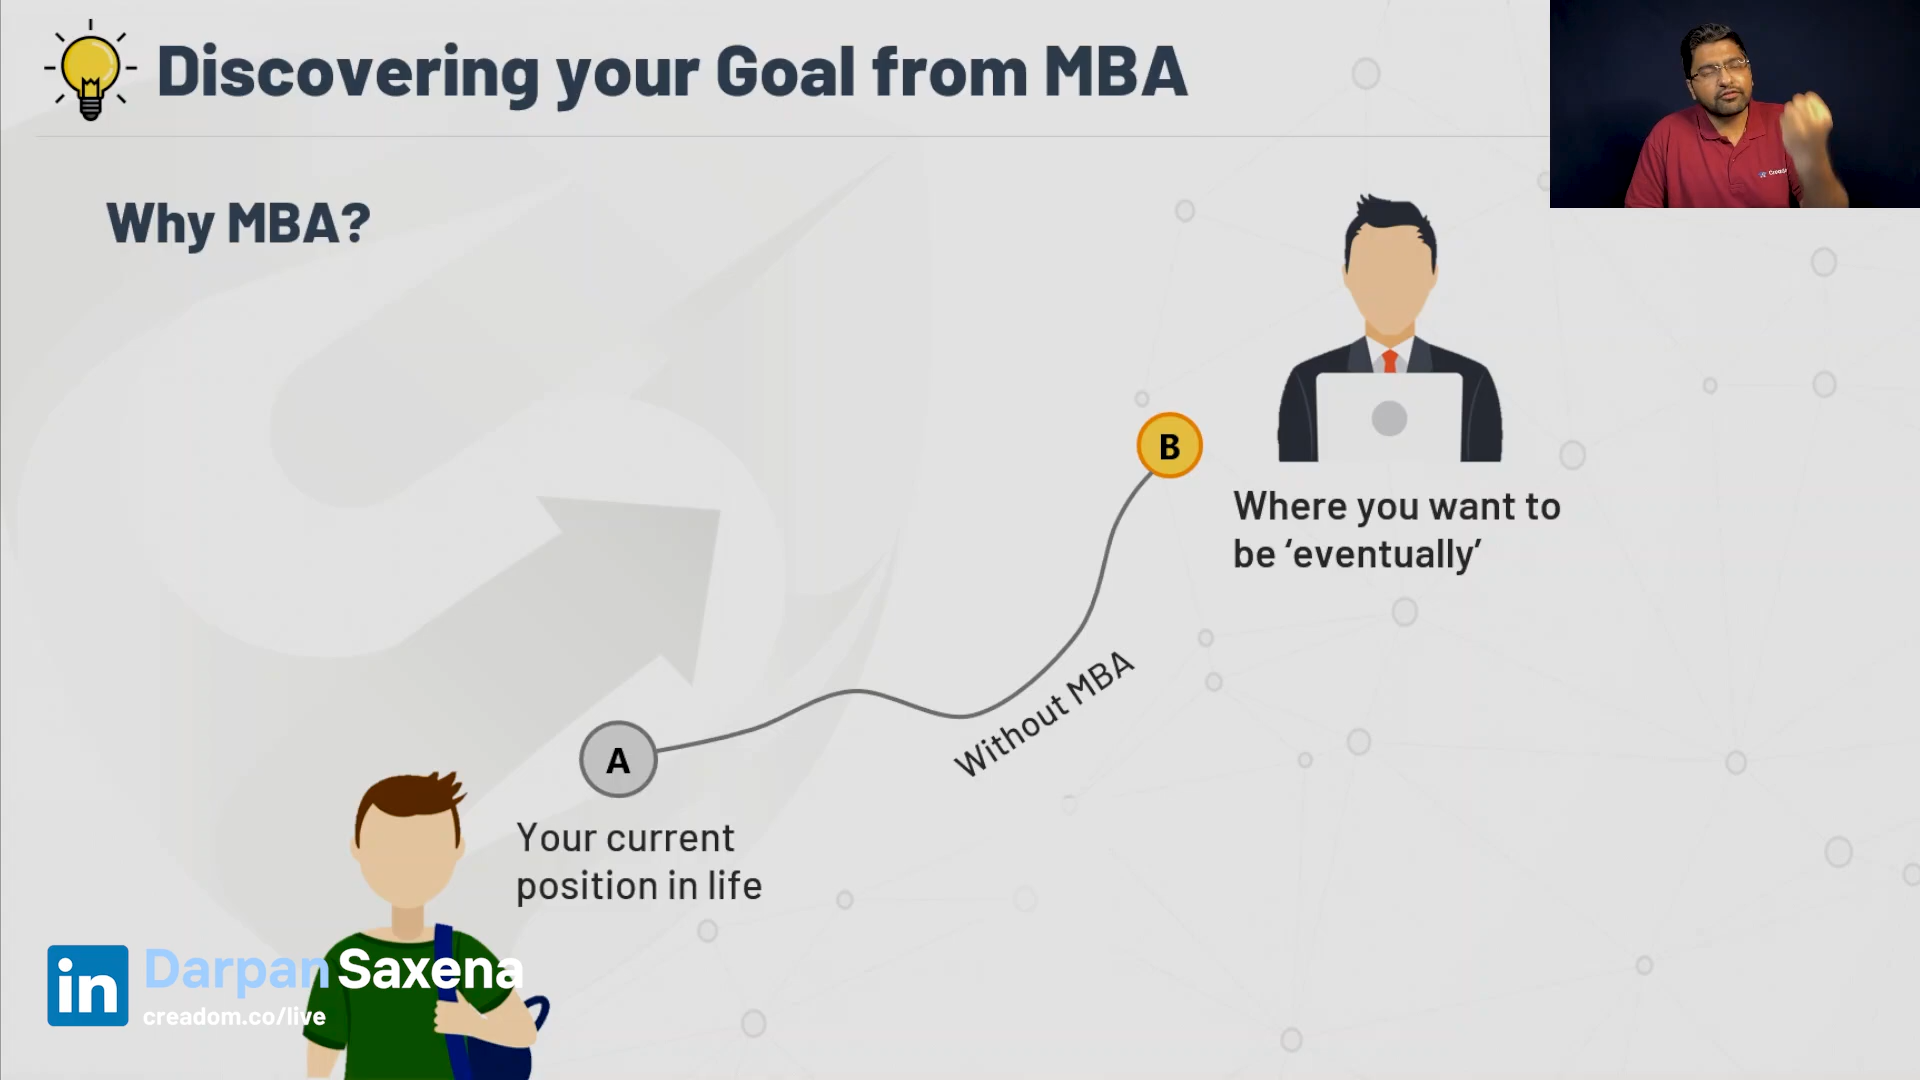 Discovering your Goal from MBA
Why MBA?
B
Where you want to
be ‘eventually’
Without MBA
A
Your current
position in life
in Darpan Saxena
creadom.co/live